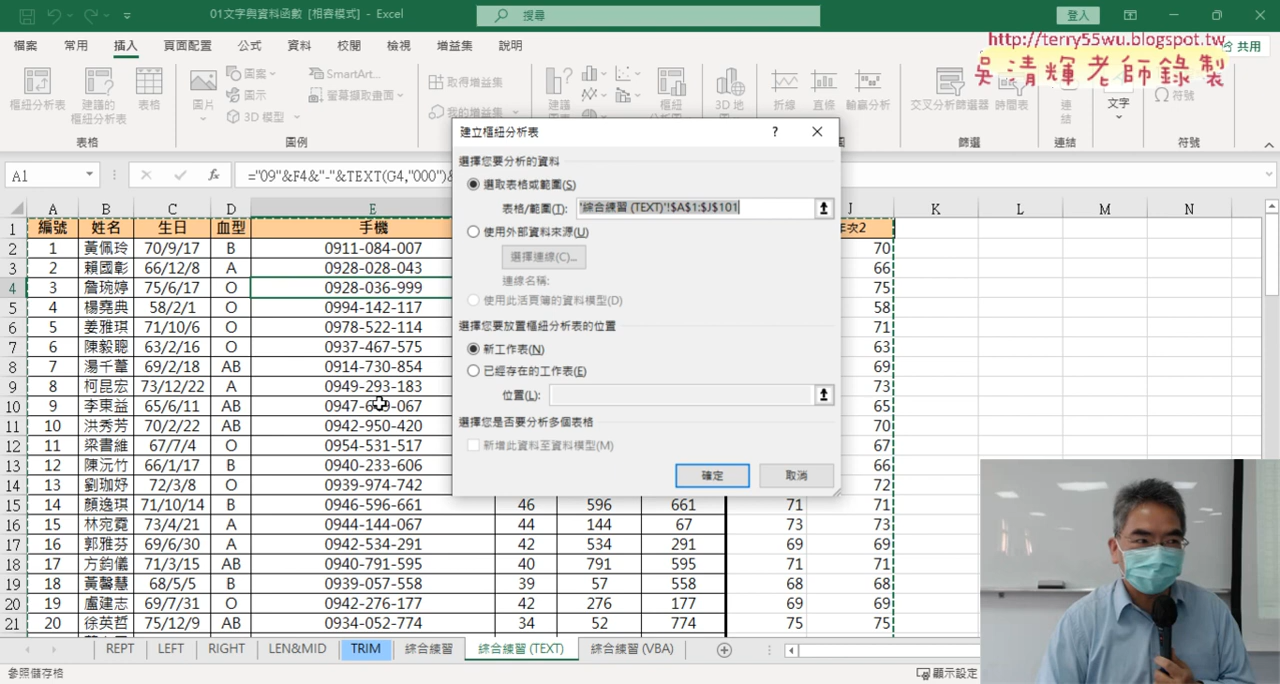 01文字與資料函數 [相容模式] - Excel
搜尋
登入
檔案 常用 插入 頁面配置 公式 資料 校閱 檢視 增益集 說明
共用
http://terry55wu.blogspot.tw
吳清輝老師錄製
樞紐分析表 建議的樞紐分析表 表格
表格
圖片 圖案 圖示 3D 模型 SmartArt... 螢幕擷取畫面
圖例
取得增益集
我的增益集
3D 地
折線 直條 輸贏分析
交叉分析篩選器 時間表
篩選
連結
連結
文字
符號
符號
A1
="09"&F4&"-"&TEXT(G4,"000")&
A B C D E J K L M N
1 編號 姓名 生日 血型 手機
2 1 黃佩玲 70/9/17 B 0911-084-007 70
3 2 賴國彰 66/12/8 A 0928-028-043 66
4 3 詹琬婷 75/6/17 O 0928-036-999 75
5 4 楊堯典 58/2/1 O 0994-142-117 58
6 5 姜雅琪 71/10/6 O 0978-522-114 71
7 6 陳毅聰 63/2/16 O 0937-467-575 63
8 7 湯千薹 69/2/18 AB 0914-730-854 69
9 8 柯昆宏 73/12/22 A 0949-293-183 73
10 9 李東益 65/6/11 AB 65
11 10 洪秀芳 70/2/22 AB 0942-950-420 70
12 11 梁書維 67/7/4 O 0954-531-517 67
13 12 陳沅竹 66/1/17 B 0940-233-606 66
14 13 劉珈妤 72/3/8 O 0939-974-742 72
15 14 顏逸琪 71/10/14 B 0946-596-661 46 596 661 71 71
16 15 林宛霓 73/4/21 A 0944-144-067 44 144 67 73 73
17 16 郭雅芬 69/6/30 A 0942-534-291 42 534 291 69 69
18 17 方鈞儀 71/3/15 AB 0940-791-595 40 791 595 71 71
19 18 黃馨慧 68/5/5 B 0939-057-558 39 57 558 68 68
20 19 盧建志 69/7/31 O 0942-276-177 42 276 177 69 69
21 20 徐英哲 75/12/9 AB 0934-052-774 34 52 774 75 75
建立樞紐分析表
選擇您要分析的資料
選取表格或範圍(S)
表格/範圍(T): '綜合練習 (TEXT)'!$A$1:$J$101
使用外部資料來源(U)
選擇連線(C)...
連線名稱:
使用此活頁簿的資料模型(D)
選擇您要放置樞紐分析表的位置
新工作表(N)
已經存在的工作表(E)
位置(L):
選擇您是否要分析多個表格
新增此資料至資料模型(M)
確定 取消
REPT LEFT RIGHT LEN&MID TRIM 綜合練習 綜合練習 (TEXT) 綜合練習 (VBA)
參照儲存格
顯示設定